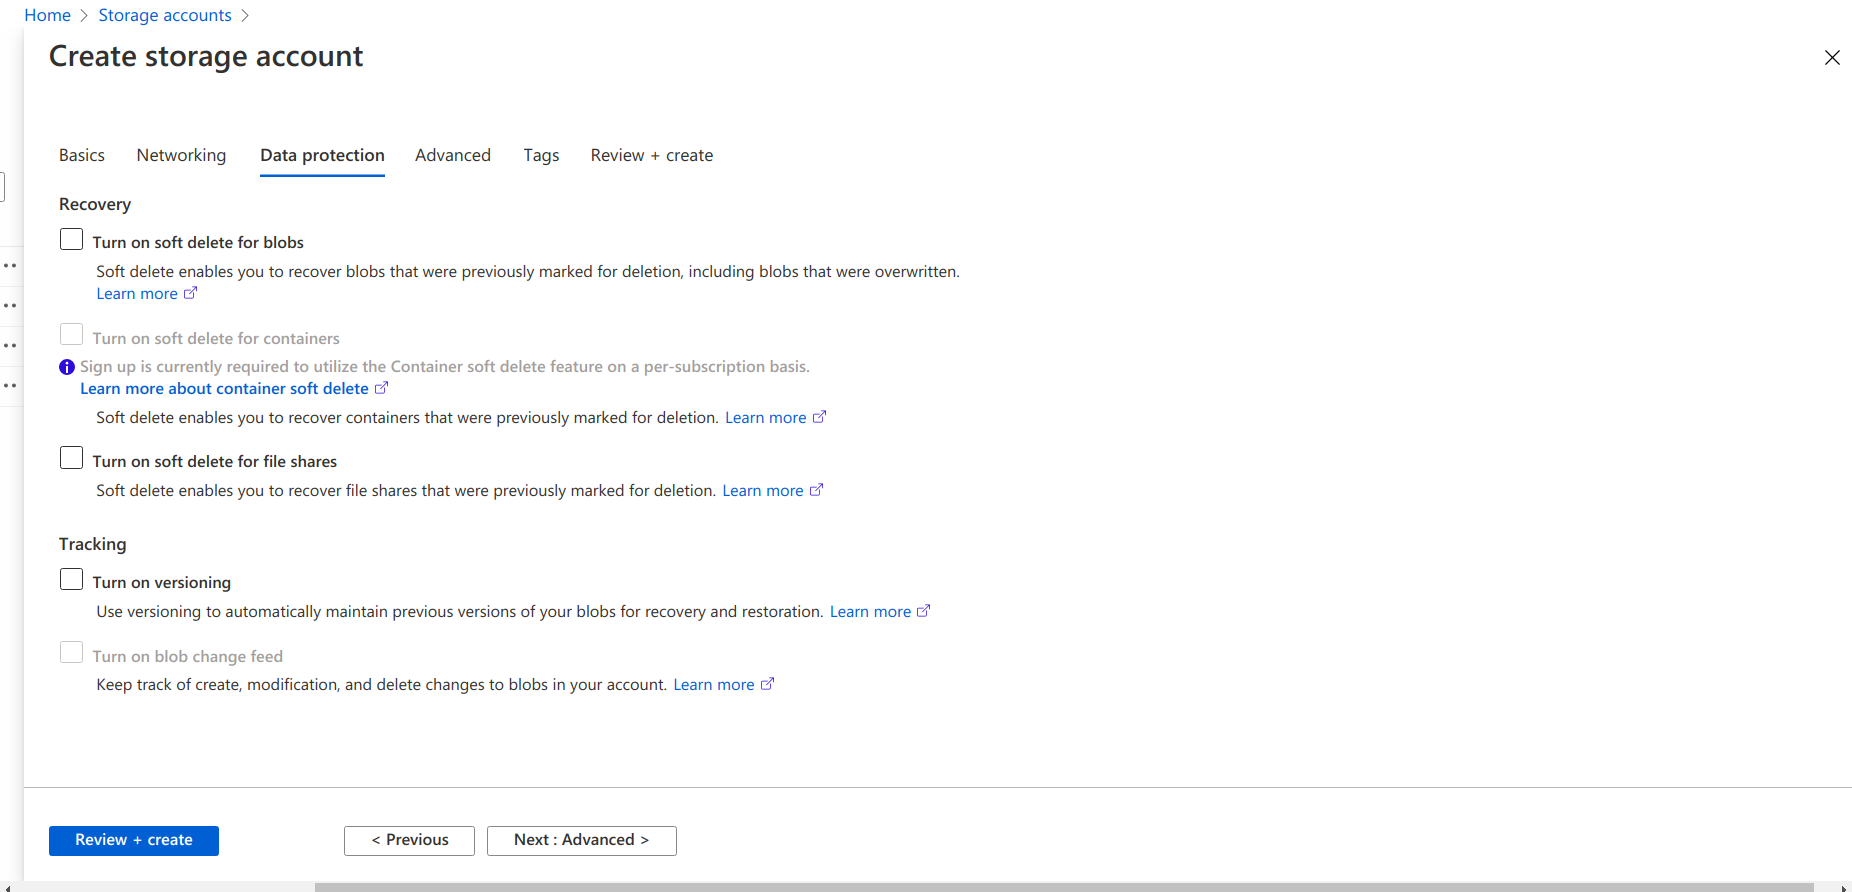 Home > Storage accounts >
Create storage account
Basics Networking Data protection Advanced Tags Review + create
Recovery
Turn on soft delete for blobs
Soft delete enables you to recover blobs that were previously marked for deletion, including blobs that were overwritten.
Learn more
Turn on soft delete for containers
Sign up is currently required to utilize the Container soft delete feature on a per-subscription basis.
Learn more about container soft delete
Soft delete enables you to recover containers that were previously marked for deletion. Learn more
Turn on soft delete for file shares
Soft delete enables you to recover file shares that were previously marked for deletion. Learn more
Tracking
Turn on versioning
Use versioning to automatically maintain previous versions of your blobs for recovery and restoration. Learn more
Turn on blob change feed
Keep track of create, modification, and delete changes to blobs in your account. Learn more
Review + create < Previous Next : Advanced >